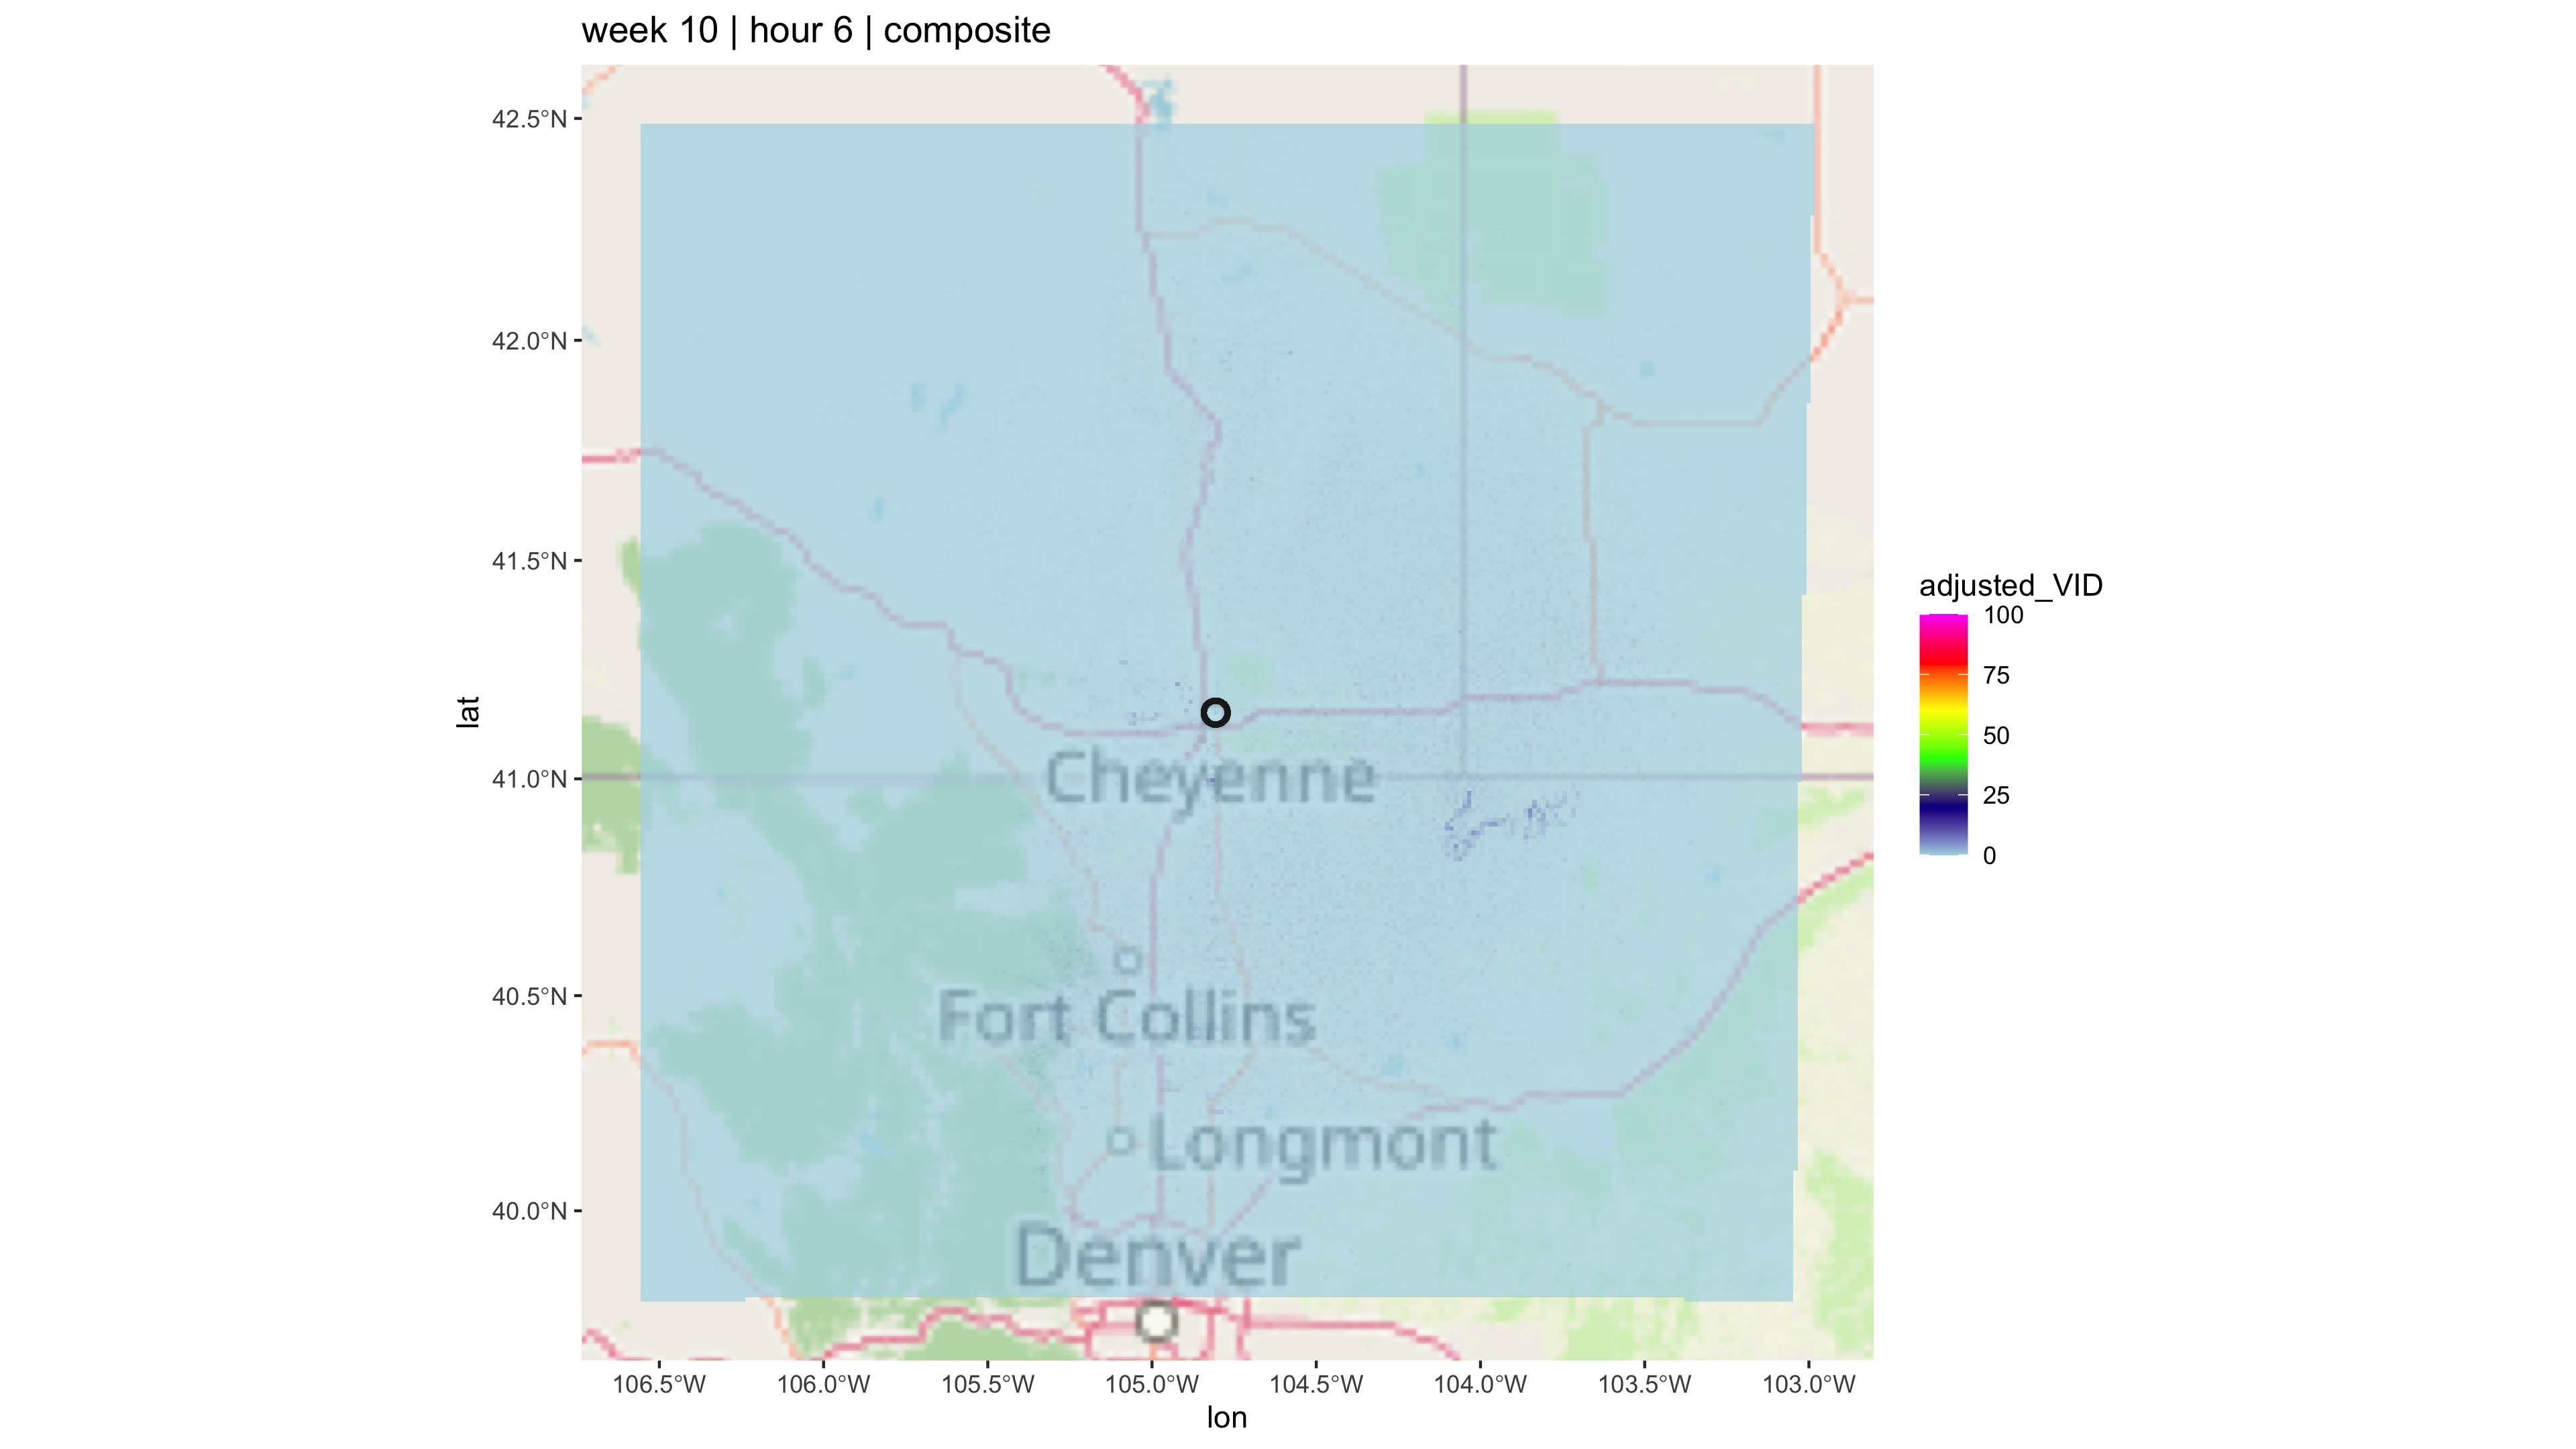 week 10 | hour 6 | composite
42.5°N
42.0°N
41.5°N
41.0°N
40.5°N
40.0°N
lat
Cheyenne
Fort Collins
Longmont
Denver
106.5°W 106.0°W 105.5°W 105.0°W 104.5°W 104.0°W 103.5°W 103.0°W
lon
adjusted_VID
100
75
50
25
0